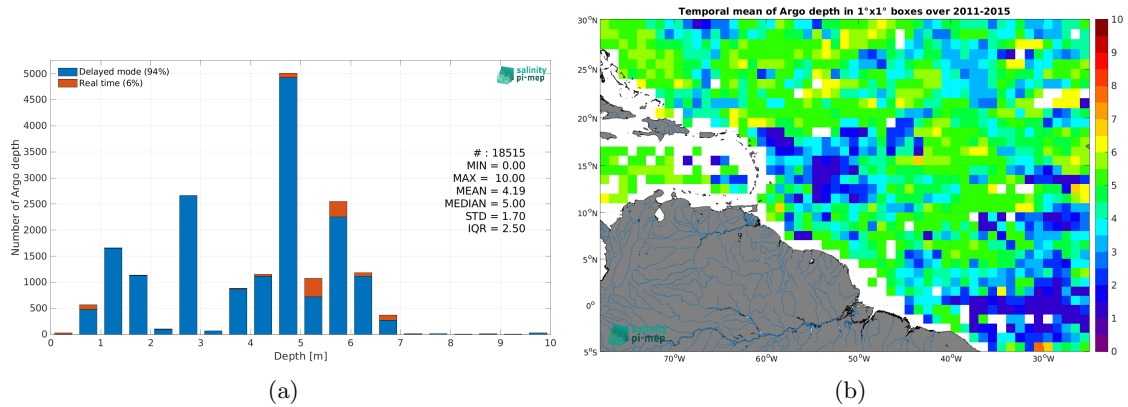 Temporal mean of Argo depth in 1°x1° boxes over 2011-2015
Delayed mode (94%)
Real time (6%)
salinity
pi-mep
# : 18515
MIN = 0.00
MAX = 10.00
MEAN = 4.19
MEDIAN = 5.00
STD = 1.70
IQR = 2.50
Number of Argo depth
5000
4500
4000
3500
3000
2500
2000
1500
1000
500
0
0 1 2 3 4 5 6 7 8 9 10
Depth [m]
(a)
30°N
25°N
20°N
15°N
10°N
5°N
0°
5°S
70°W 60°W 50°W 40°W 30°W
salinity
pi-mep
10
9
8
7
6
5
4
3
2
1
0
(b)